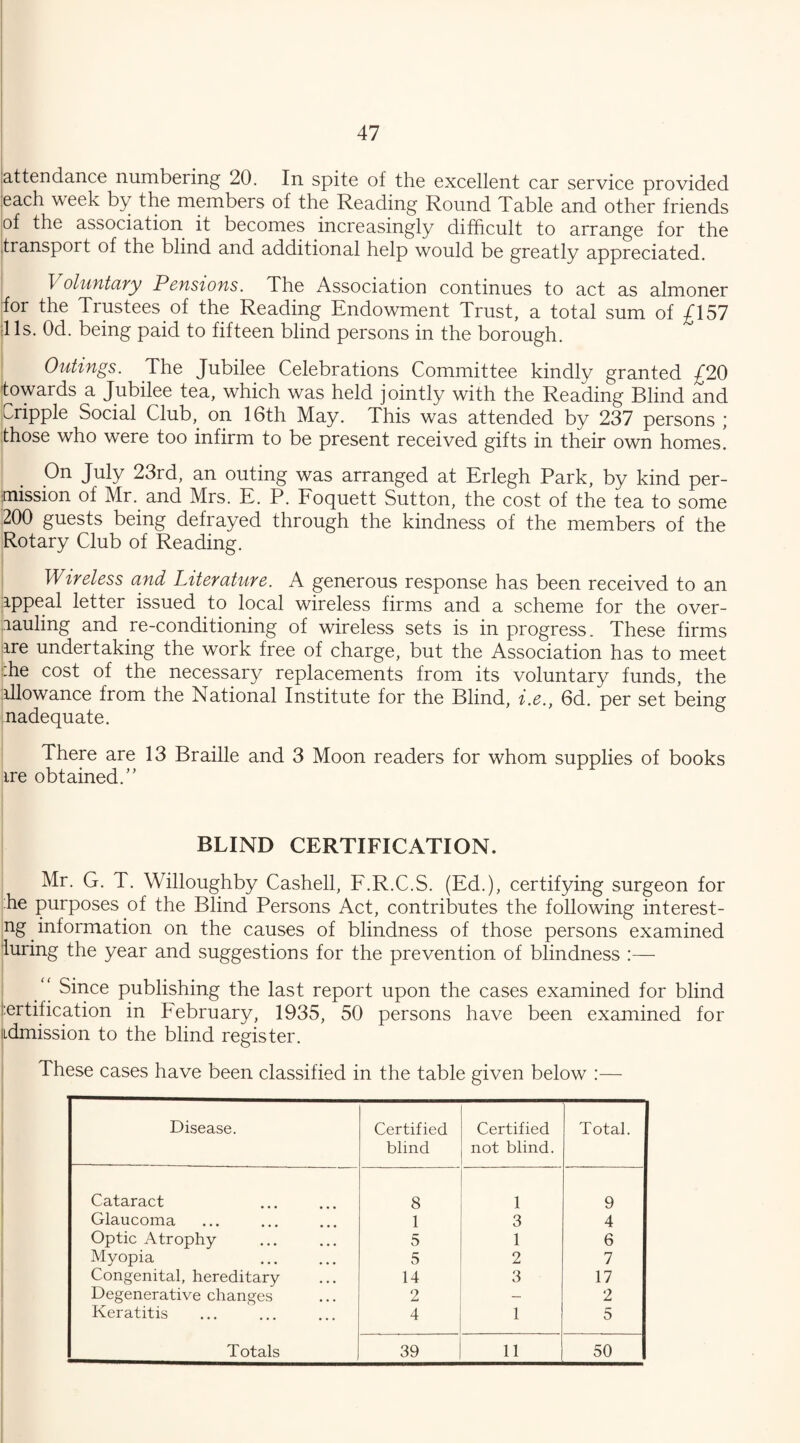 47
attendance numbering 20. In spite of the excellent car service provided
each week by the members of the Reading Round Table and other friends
of the association it becomes increasingly difficult to arrange for the
transport of the blind and additional help would be greatly appreciated.
Voluntary Pensions. The Association continues to act as almoner
for the Trustees of the Reading Endowment Trust, a total sum of £157
11s. 0d. being paid to fifteen blind persons in the borough.
Outings. The Jubilee Celebrations Committee kindly granted £20
towards a Jubilee tea, which was held jointly with the Reading Blind and
Cripple Social Club, on 16th May. This was attended by 237 persons ;
those who were too infirm to be present received gifts in their own homes.
On July 23rd, an outing was arranged at Erlegh Park, by kind per-
mission of Mr. and Mrs. E. P. Foquett Sutton, the cost of the tea to some
200 guests being defrayed through the kindness of the members of the
Rotary Club of Reading.
Wireless and Literature. A generous response has been received to an
appeal letter issued to local wireless firms and a scheme for the over-
hauling and re-conditioning of wireless sets is in progress. These firms
are undertaking the work free of charge, but the Association has to meet
the cost of the necessary replacements from its voluntary funds, the
allowance from the National Institute for the Blind, i.e., 6d. per set being
nadequate.
There are 13 Braille and 3 Moon readers for whom supplies of books
are obtained.”
BLIND CERTIFICATION.
Mr. G. T. Willoughby Cashell, F.R.C.S. (Ed.), certifying surgeon for
the purposes of the Blind Persons Act, contributes the following interest-
ng information on the causes of blindness of those persons examined
during the year and suggestions for the prevention of blindness :—
“ Since publishing the last report upon the cases examined for blind
certification in February, 1935, 50 persons have been examined for
admission to the blind register.
These cases have been classified in the table given below :—
Disease. Certified blind Certified not blind. Total.
Cataract ... ... 8 1 9
Glaucoma ... ... ... 1 3 4
Optic Atrophy ... ... 5 1 6
Myopia ... ... 5 2 7
Congenital, hereditary ... 14 3 17
Degenerative changes ... 2 — 2
Keratitis ... ... ... 4 1 5
Totals 39 11 50